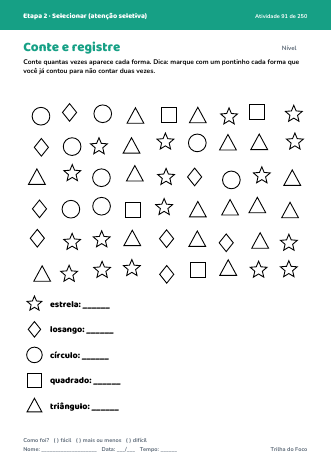 Etapa 2 · Selecionar (atenção seletiva)
Atividade 91 de 250
Conte e registre
Nível
Conte quantas vezes aparece cada forma. Dica: marque com um pontinho cada forma que
você já contou para não contar duas vezes.
estrela: ______
losango: ______
círculo: ______
quadrado: ______
triângulo: ______
Como foi? ( ) fácil ( ) mais ou menos ( ) difícil
Nome: ____________________ Data: ___/___ Tempo: ______
Trilha do Foco